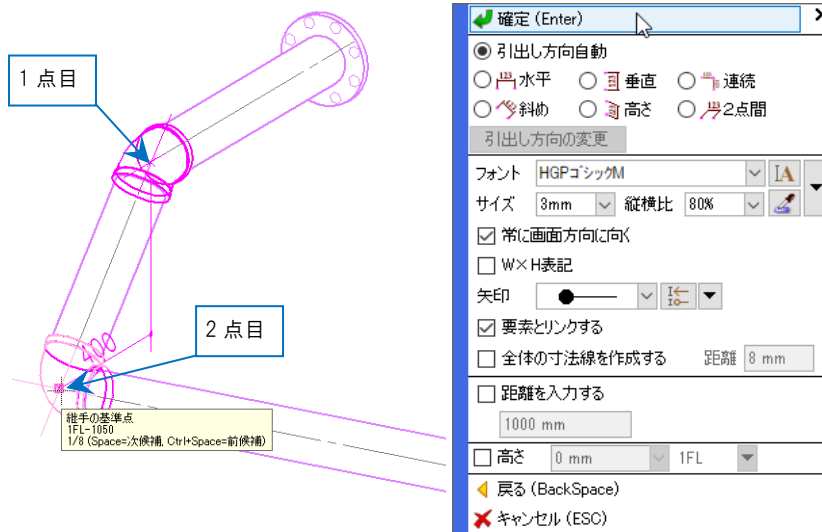 1点目
2点目
400
継手の基準点
1FL-1050
1/8 (Space=次候補, Ctrl+Space=前候補)
確定 (Enter)
引出し方向自動
水平 垂直 連続
斜め 高さ 2点間
引出し方向の変更
フォント HGPゴシックM
サイズ 3mm 縦横比 80%
常に画面方向に向く
W×H表記
矢印
要素とリンクする
全体の寸法線を作成する 距離 8 mm
距離を入力する
1000 mm
高さ 0 mm 1FL
戻る (BackSpace)
キャンセル (ESC)